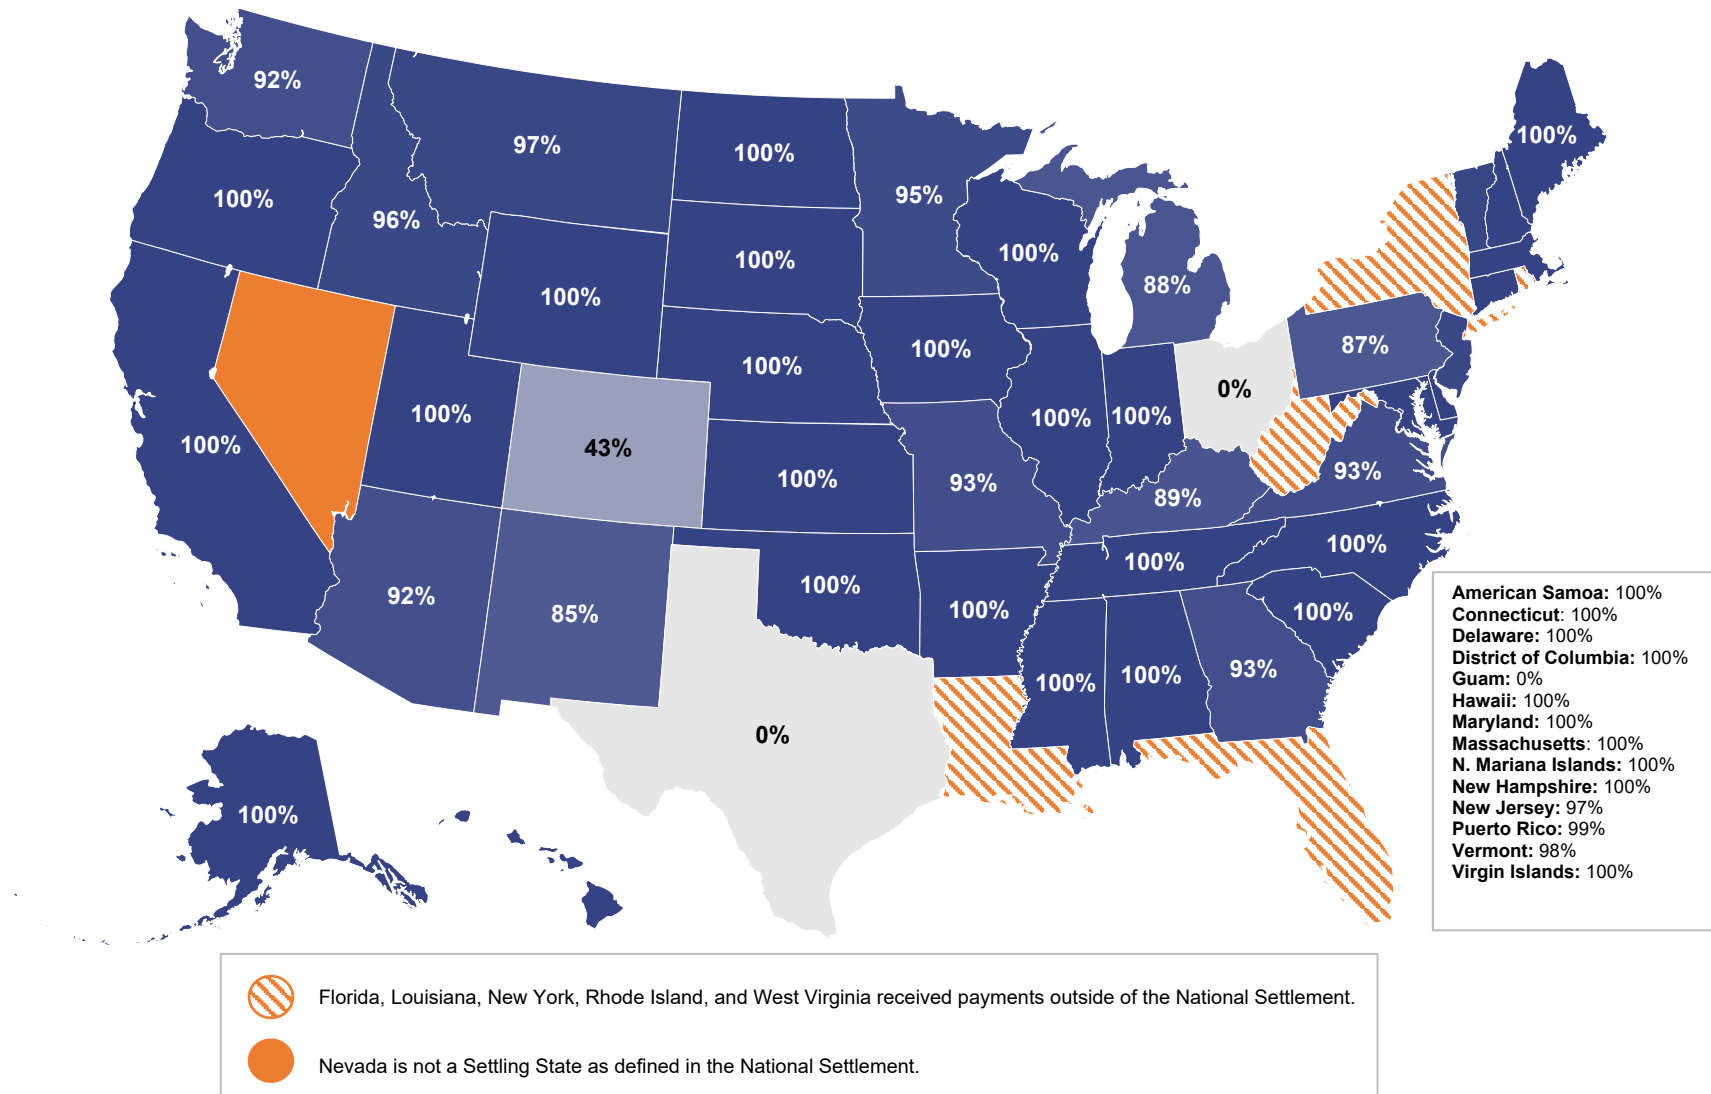 92%
97%
100%
100%
95%
100%
96%
100%
100%
100%
88%
100%
100%
100%
87%
100%
100%
43%
100%
93%
100%
100%
0%
89%
93%
92%
85%
100%
100%
100%
100%
100%
0%
100%
100%
93%
100%
100%
American Samoa: 100%
Connecticut: 100%
Delaware: 100%
District of Columbia: 100%
Guam: 0%
Hawaii: 100%
Maryland: 100%
Massachusetts: 100%
N. Mariana Islands: 100%
New Hampshire: 100%
New Jersey: 97%
Puerto Rico: 99%
Vermont: 98%
Virgin Islands: 100%
Florida, Louisiana, New York, Rhode Island, and West Virginia received payments outside of the National Settlement.
Nevada is not a Settling State as defined in the National Settlement.